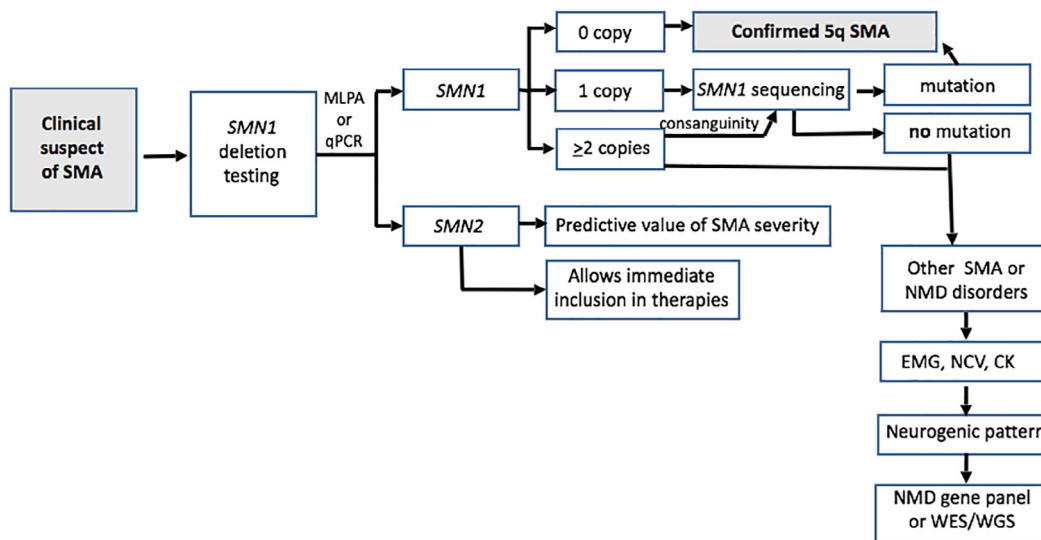 Clinical
suspect
of SMA
SMN1
deletion
testing
MLPA
or
qPCR
SMN1
0 copy
Confirmed 5q SMA
1 copy
SMN1 sequencing
mutation
consanguinity
≥2 copies
no mutation
SMN2
Predictive value of SMA severity
Allows immediate
inclusion in therapies
Other SMA or
NMD disorders
EMG, NCV, CK
Neurogenic pattern
NMD gene panel
or WES/WGS